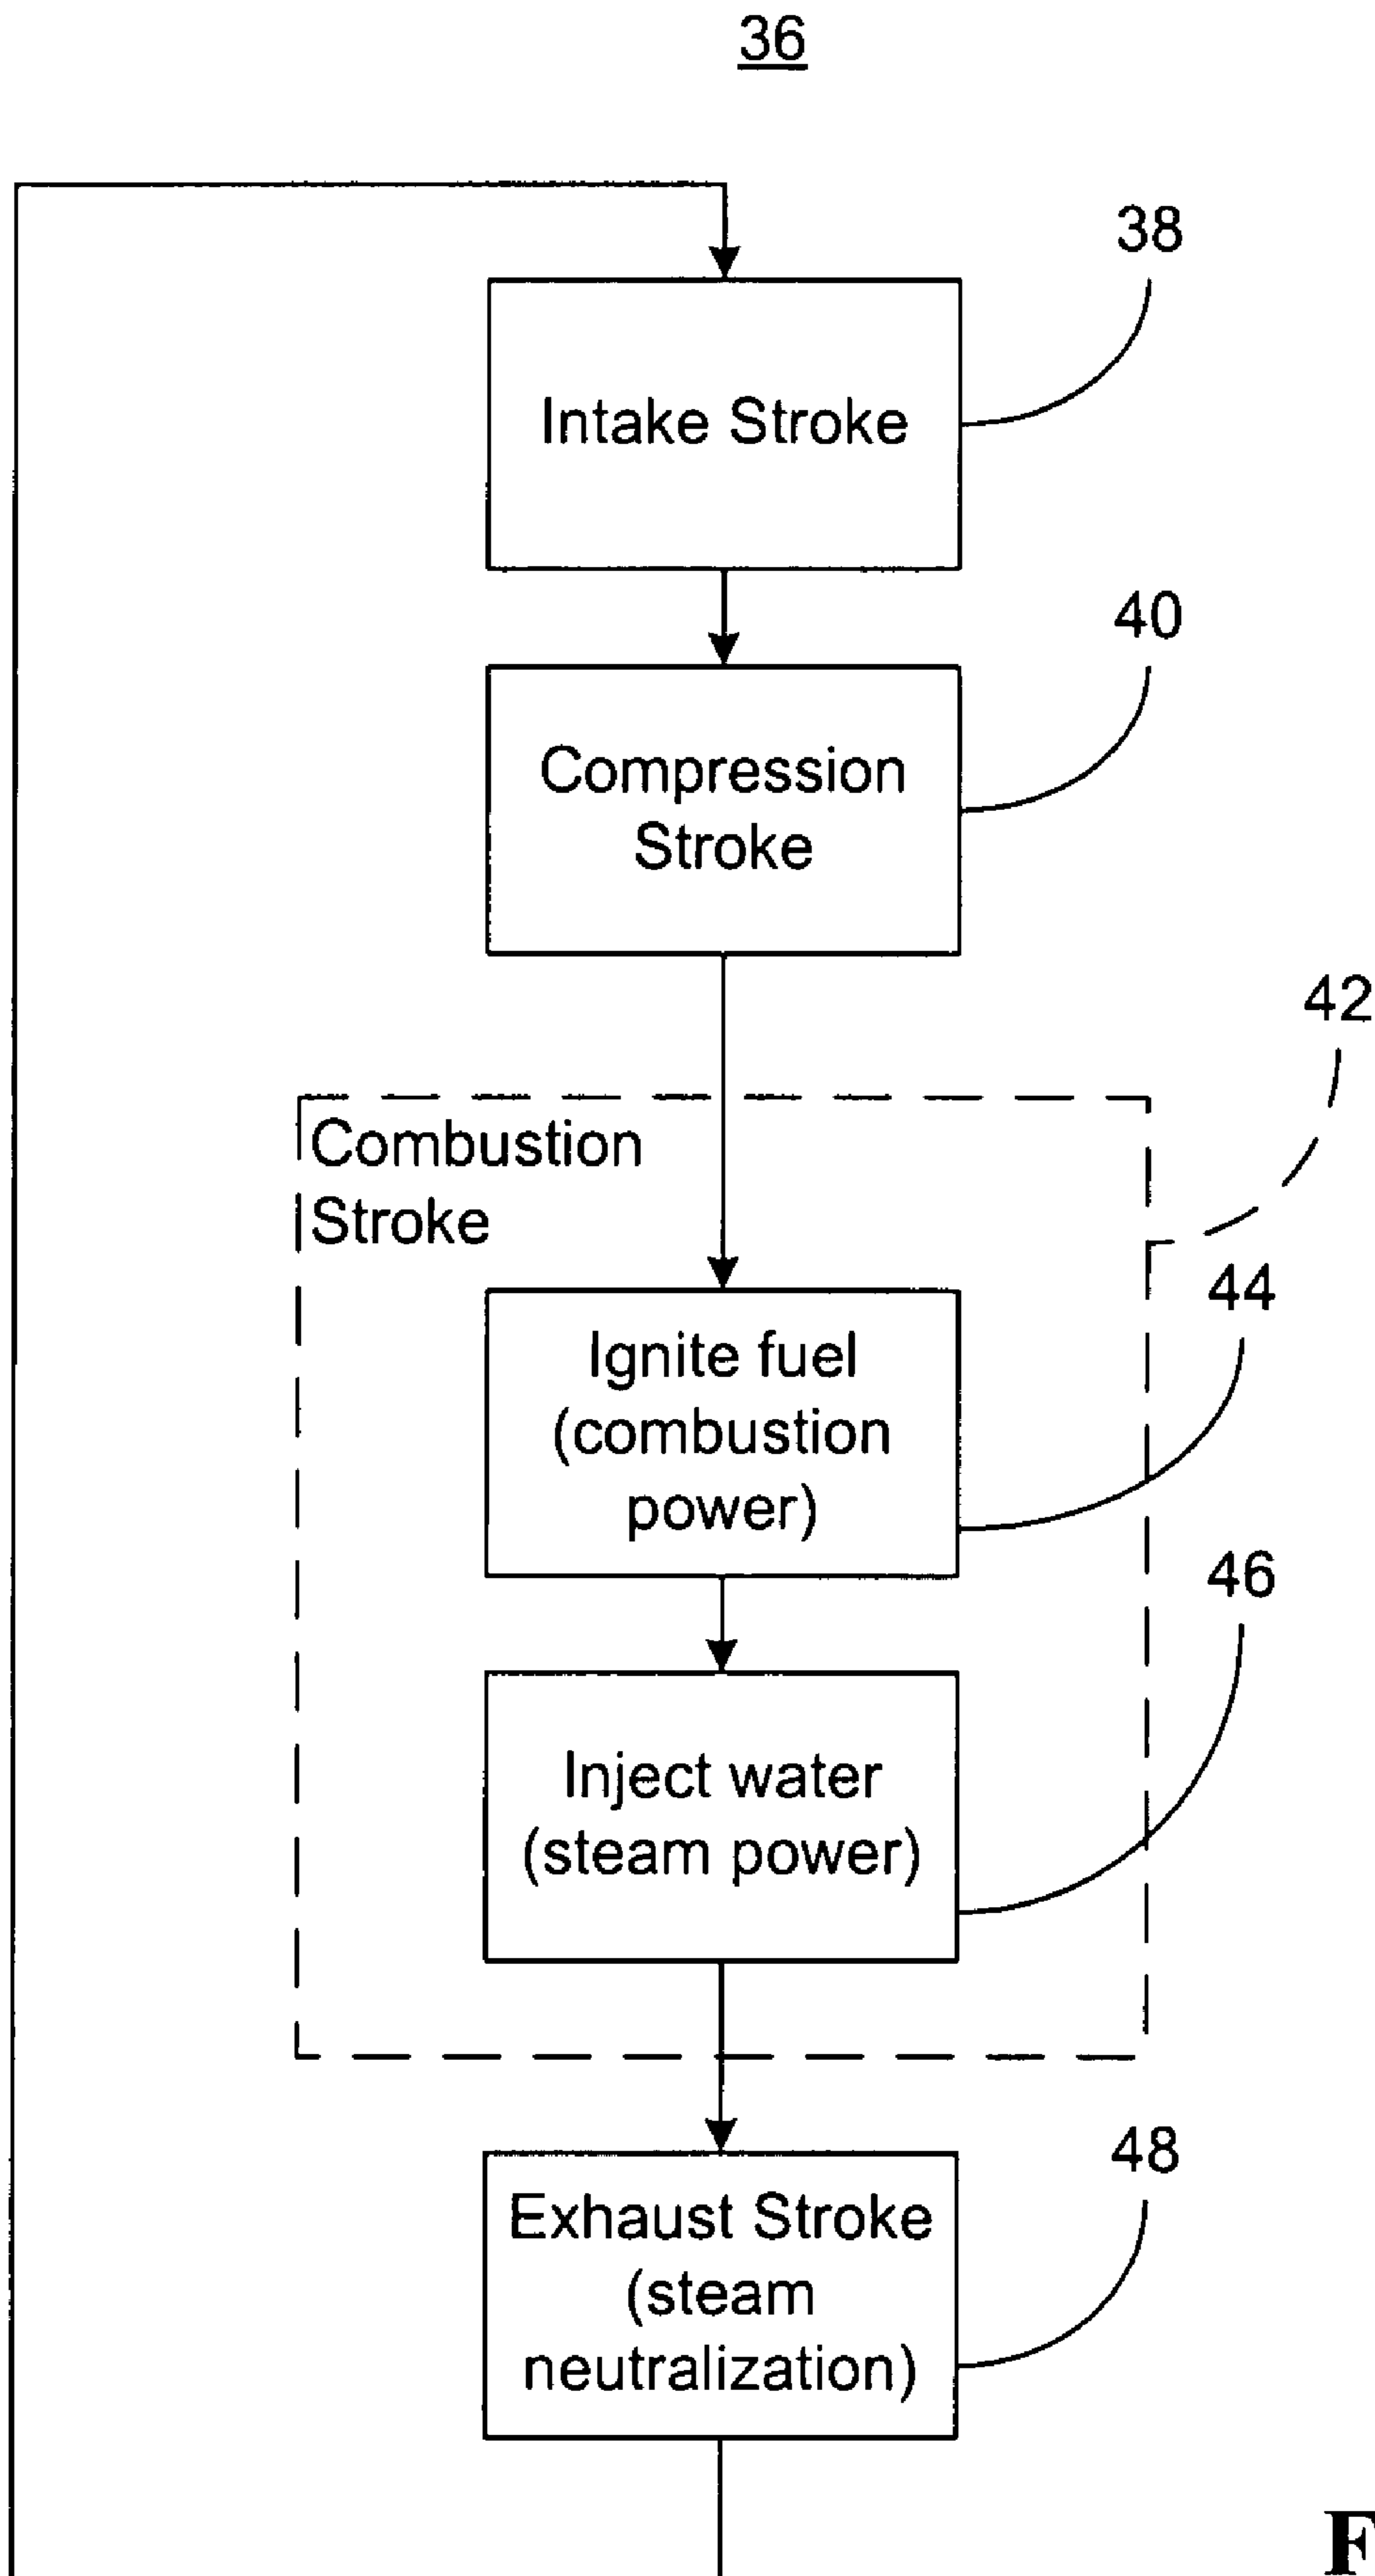 36
38
Intake Stroke
40
Compression
Stroke
42
Combustion
Stroke
44
Ignite fuel
(combustion
power)
46
Inject water
(steam power)
48
Exhaust Stroke
(steam
neutralization)
F